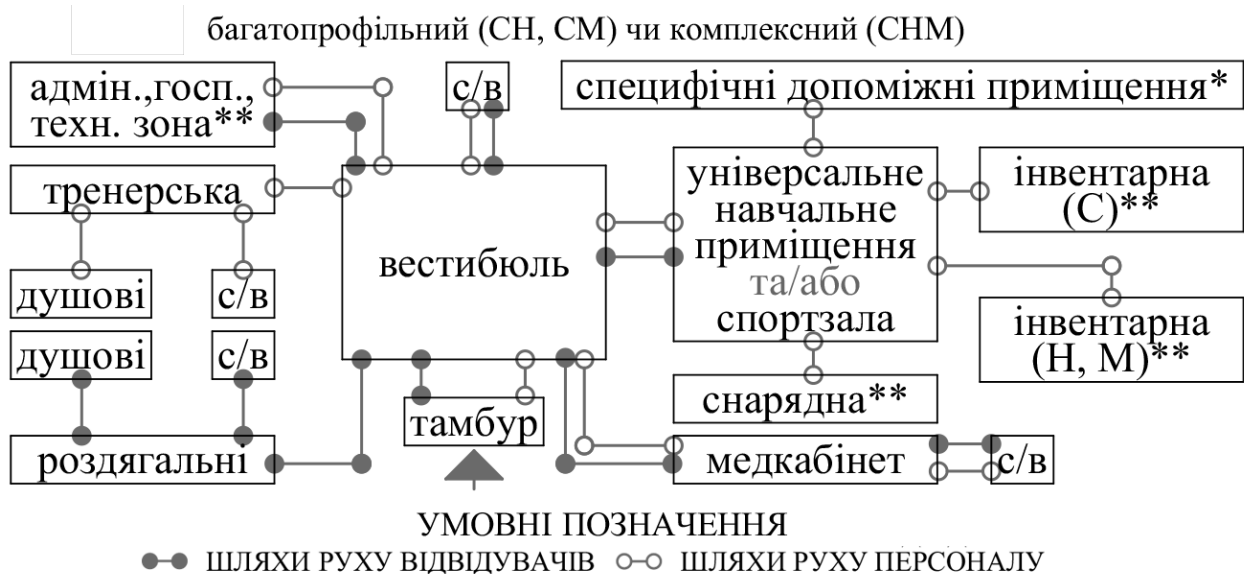 багатопрофільний (СН, СМ) чи комплексний (СНМ)
адмін.,госп.,
техн. зона**
с/в
специфічні допоміжні приміщення*
тренерська
вестибюль
універсальне
навчальне
приміщення
та/або
спортзала
інвентарна
(С)**
душові
с/в
інвентарна
(Н, М)**
душові
с/в
снарядна**
тамбур
роздягальні
медкабінет
с/в
УМОВНІ ПОЗНАЧЕННЯ
ШЛЯХИ РУХУ ВІДВІДУВАЧІВ
ШЛЯХИ РУХУ ПЕРСОНАЛУ